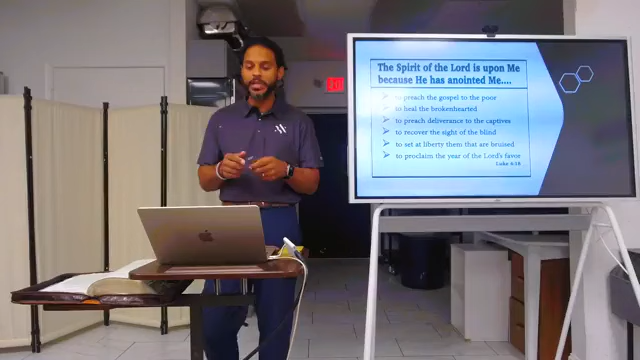 The Spirit of the Lord is upon Me
because He has anointed Me....
to preach the gospel to the poor
to heal the brokenhearted
to preach deliverance to the captives
to recover the sight of the blind
to set at liberty them that are bruised
to proclaim the year of the Lord's favor
Luke 4:18